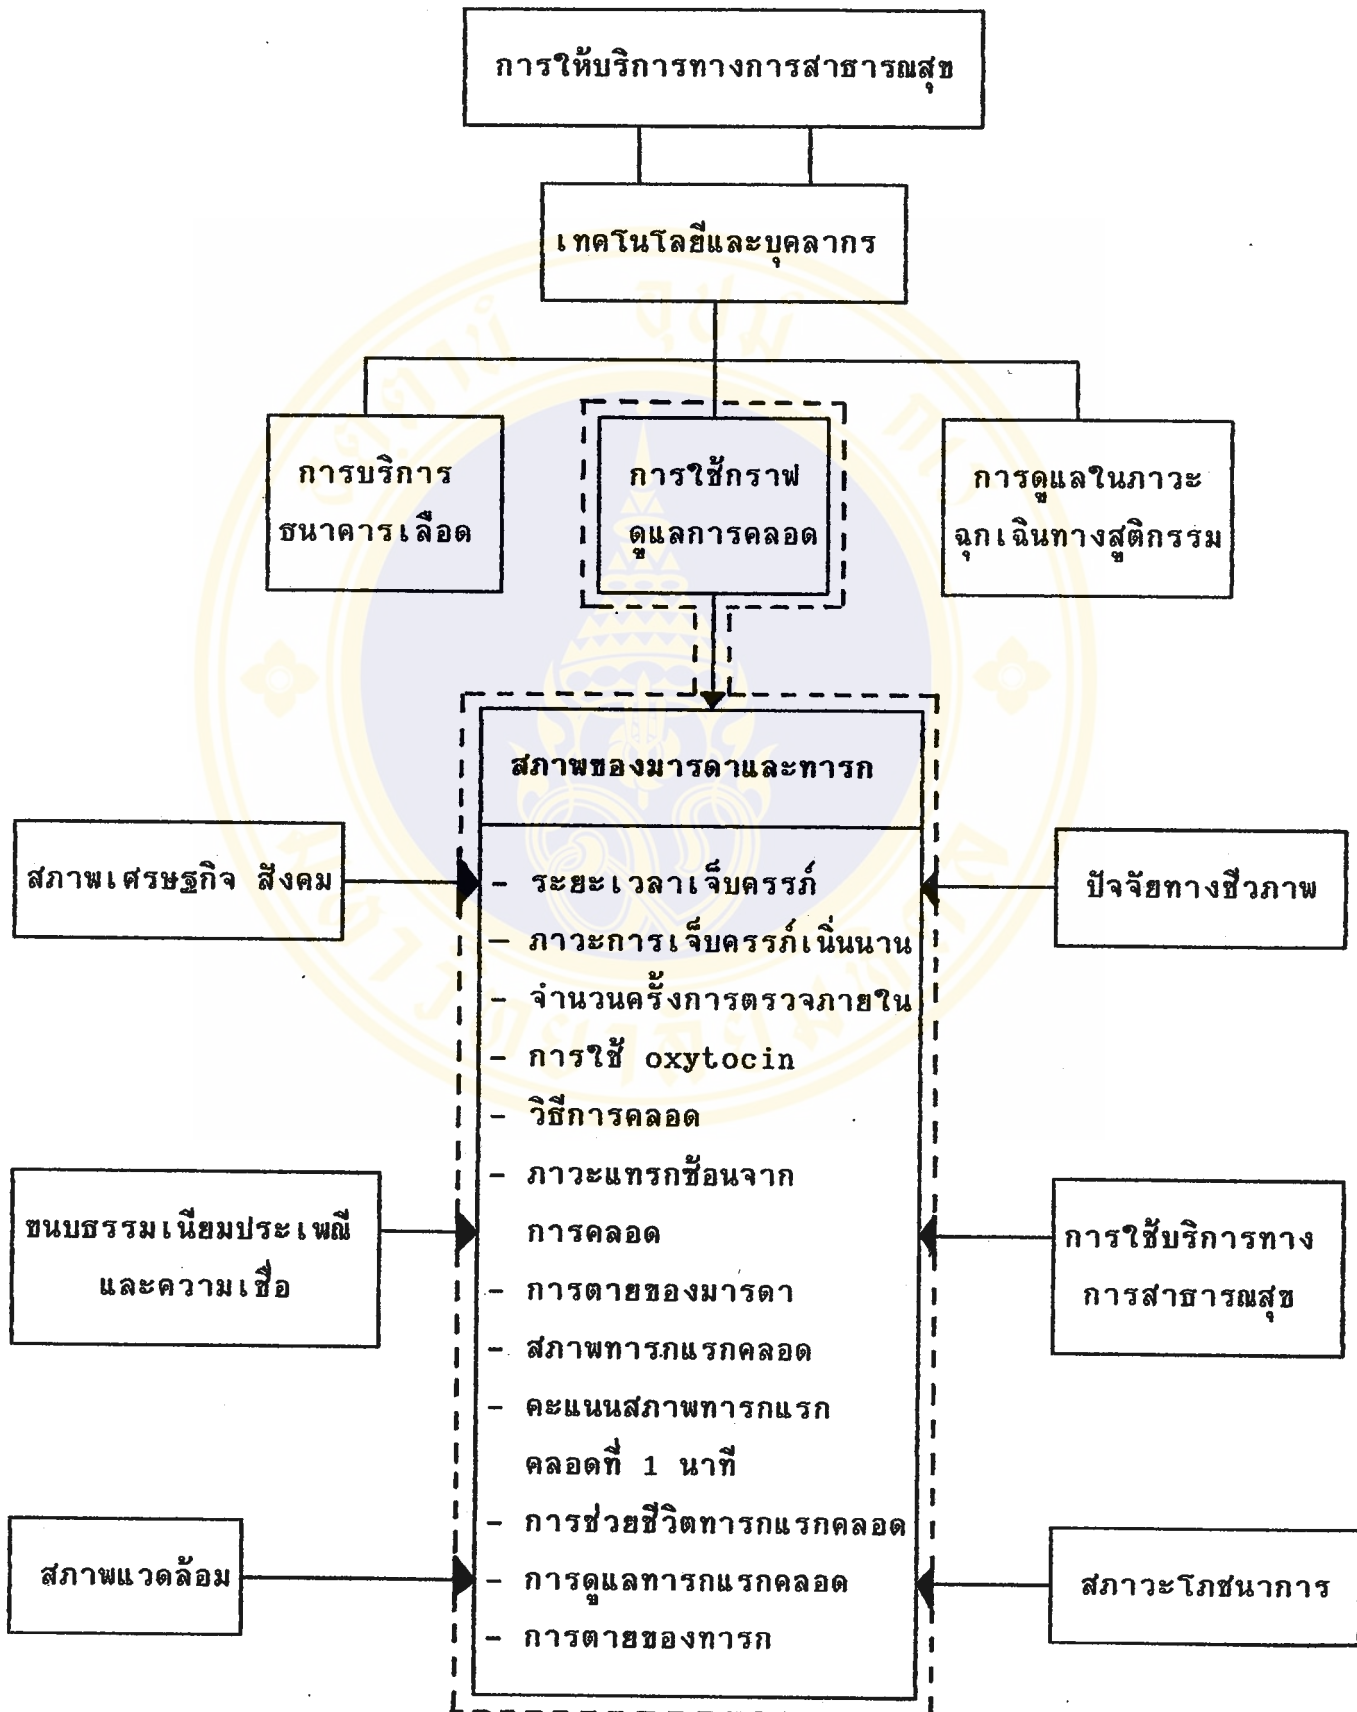 การให้บริการทางการสาธารณสุข
เทคโนโลยีและบุคลากร
การบริการ
ธนาคารเลือด
การใช้กราฟ
ดูแลการคลอด
การดูแลในภาวะ
ฉุกเฉินทางสูติกรรม
สภาพของมารดาและทารก
สภาพเศรษฐกิจ สังคม
ขนบธรรมเนียมประเพณี
และความเชื่อ
สภาพแวดล้อม
- ระยะเวลาเจ็บครรภ์
- ภาวะการเจ็บครรภ์เนิ่นนาน
- จำนวนครั้งการตรวจภายใน
- การใช้ oxytocin
- วิธีการคลอด
- ภาวะแทรกซ้อนจาก
การคลอด
- การตายของมารดา
- สภาพทารกแรกคลอด
- คะแนนสภาพทารกแรก
คลอดที่ 1 นาที
- การช่วยชีวิตทารกแรกคลอด
- การดูแลทารกแรกคลอด
- การตายของทารก
ปัจจัยทางชีวภาพ
การใช้บริการทาง
การสาธารณสุข
สภาวะโภชนาการ